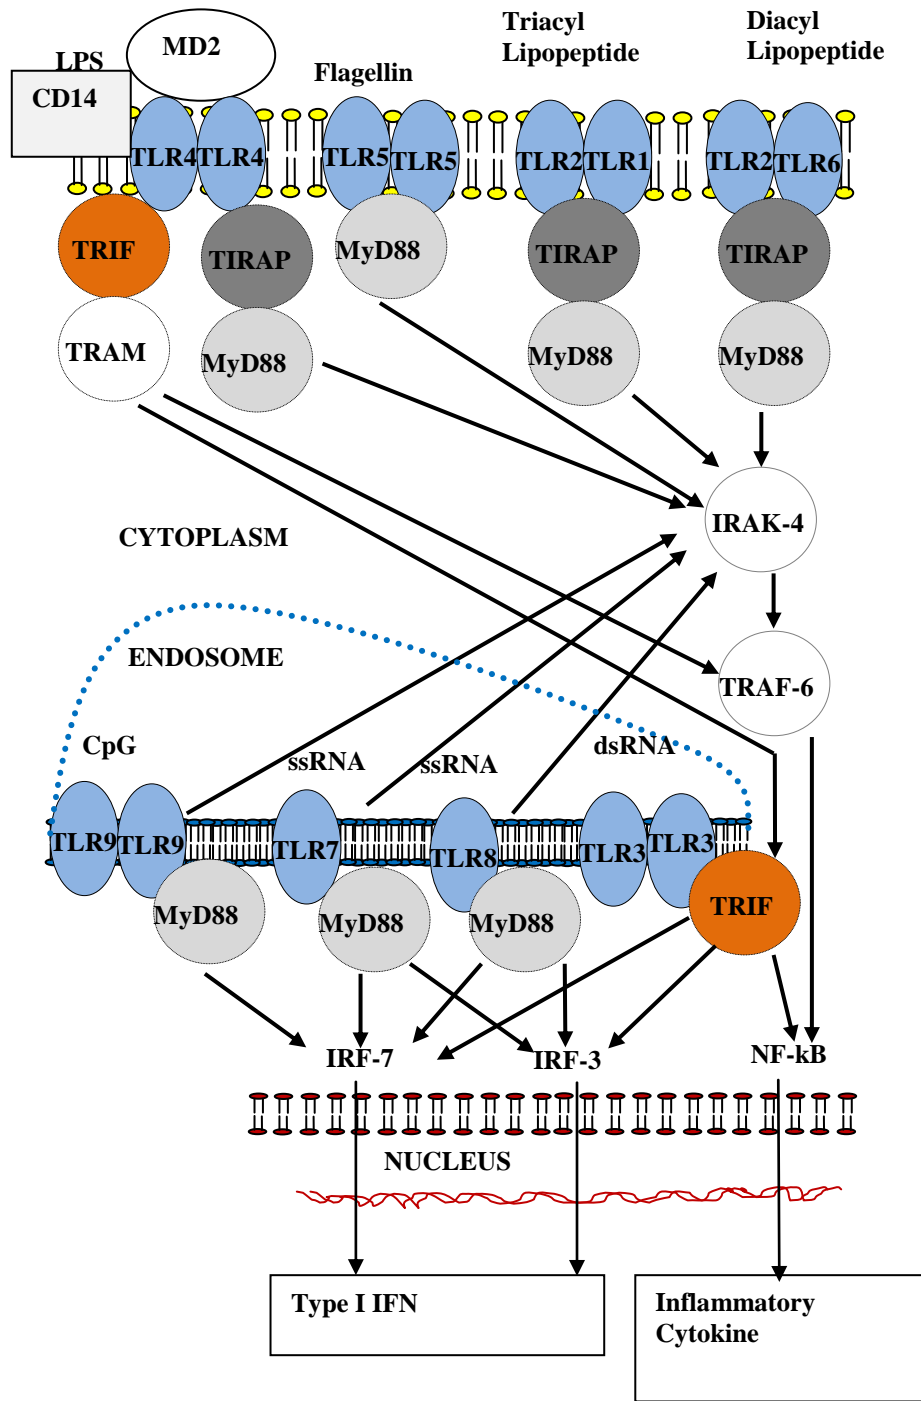 MD2
Triacyl
Lipopeptide
Diacyl
Lipopeptide
LPS
CD14
Flagellin
TLR4
TLR4
TLR5
TLR5
TLR2
TLR1
TLR2
TLR6
TRIF
TIRAP
MyD88
TIRAP
TIRAP
TRAM
MyD88
MyD88
MyD88
IRAK-4
CYTOPLASM
ENDOSOME
TRAF-6
CpG
ssRNA
ssRNA
dsRNA
TLR9
TLR9
TLR7
TLR8
TLR3
TLR3
MyD88
MyD88
MyD88
TRIF
IRF-7
IRF-3
NF-kB
NUCLEUS
Type I IFN
Inflammatory
Cytokine